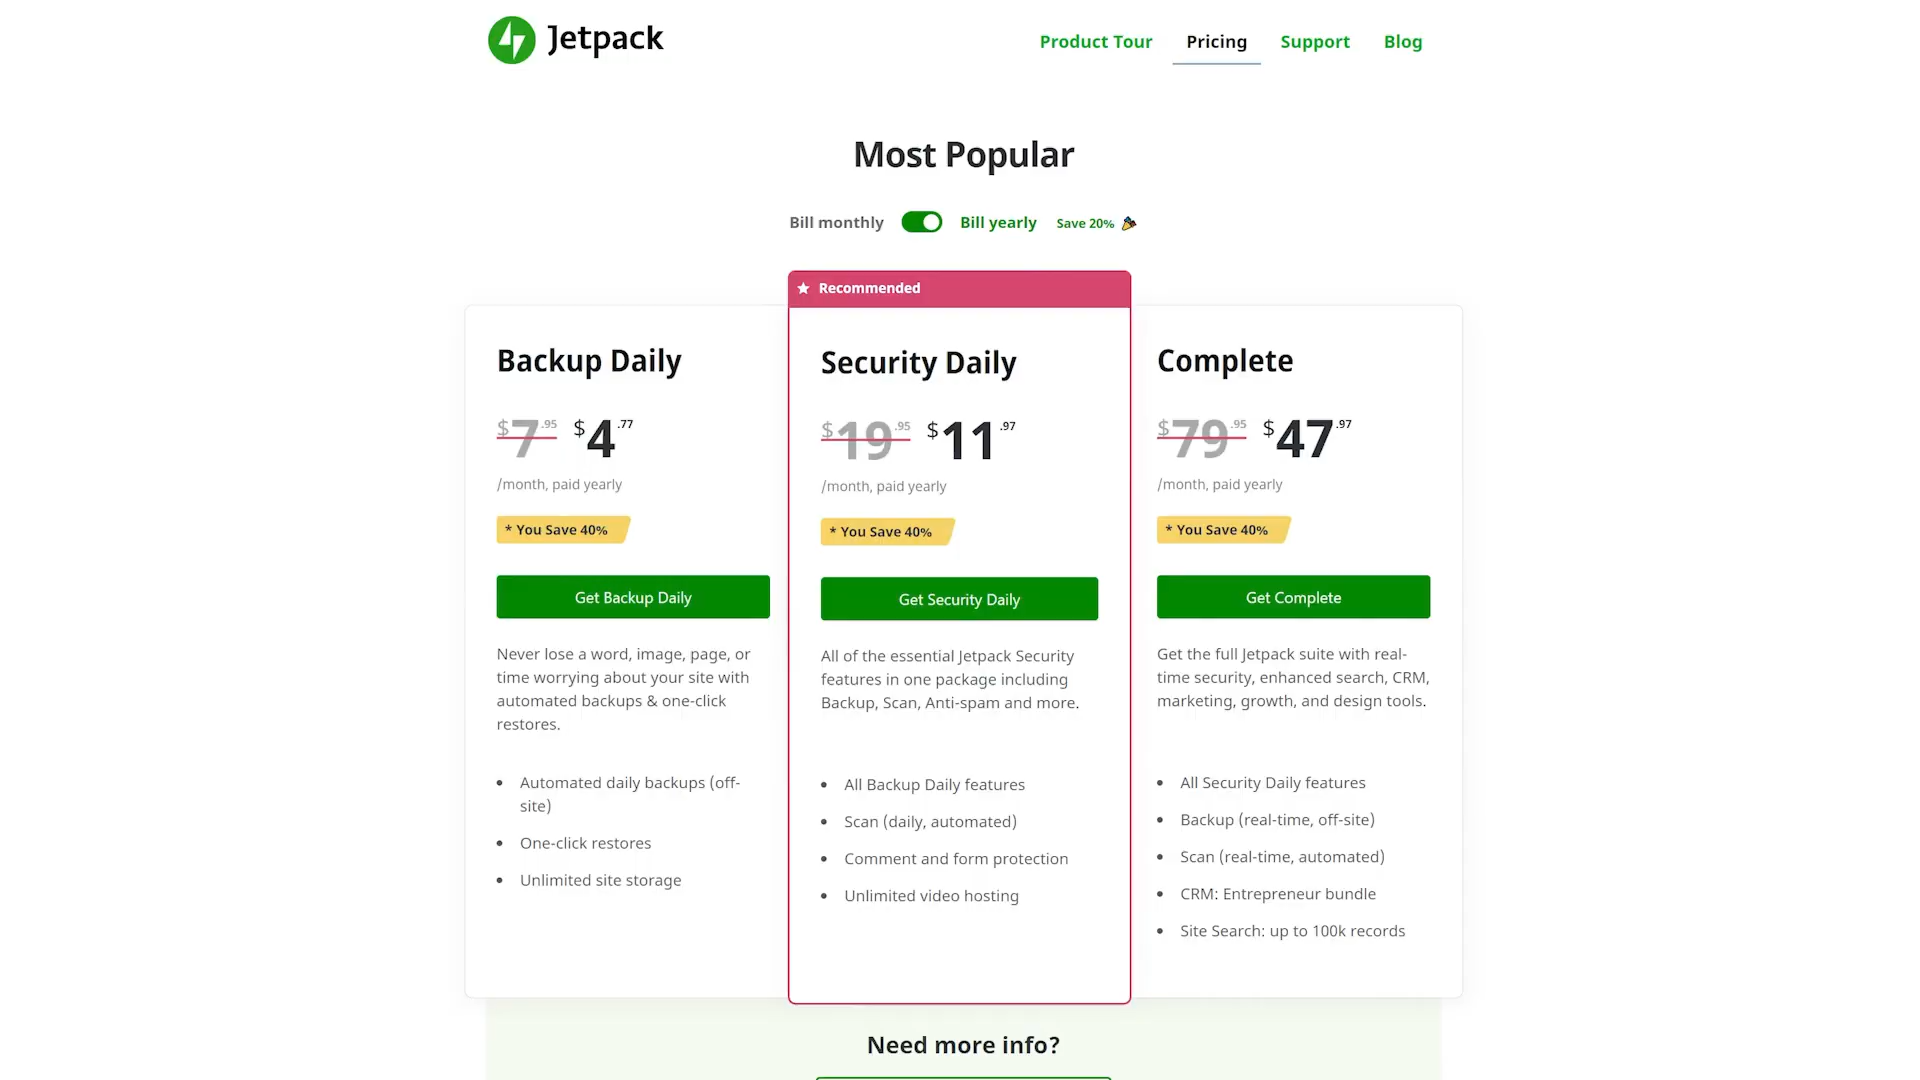 Jetpack
Product Tour Pricing Support Blog
Most Popular
Bill monthly Bill yearly Save 20%
Recommended
Backup Daily
$7.95 $4.77
/month, paid yearly
* You Save 40%
Get Backup Daily
Never lose a word, image, page, or
time worrying about your site with
automated backups & one-click
restores.
Automated daily backups (off-
site)
One-click restores
Unlimited site storage
Security Daily
$19.95 $11.97
/month, paid yearly
* You Save 40%
Get Security Daily
All of the essential Jetpack Security
features in one package including
Backup, Scan, Anti-spam and more.
All Backup Daily features
Scan (daily, automated)
Comment and form protection
Unlimited video hosting
Complete
$79.95 $47.97
/month, paid yearly
* You Save 40%
Get Complete
Get the full Jetpack suite with real-
time security, enhanced search, CRM,
marketing, growth, and design tools.
All Security Daily features
Backup (real-time, off-site)
Scan (real-time, automated)
CRM: Entrepreneur bundle
Site Search: up to 100k records
Need more info?